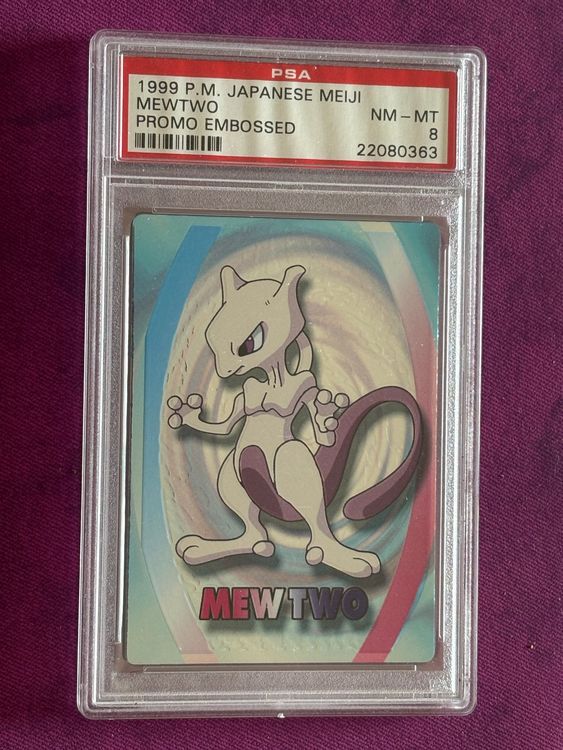 PSA
1999 P.M. JAPANESE MEIJI
MEWTWO NM - MT
PROMO EMBOSSED 8
22080363
MEWTWO